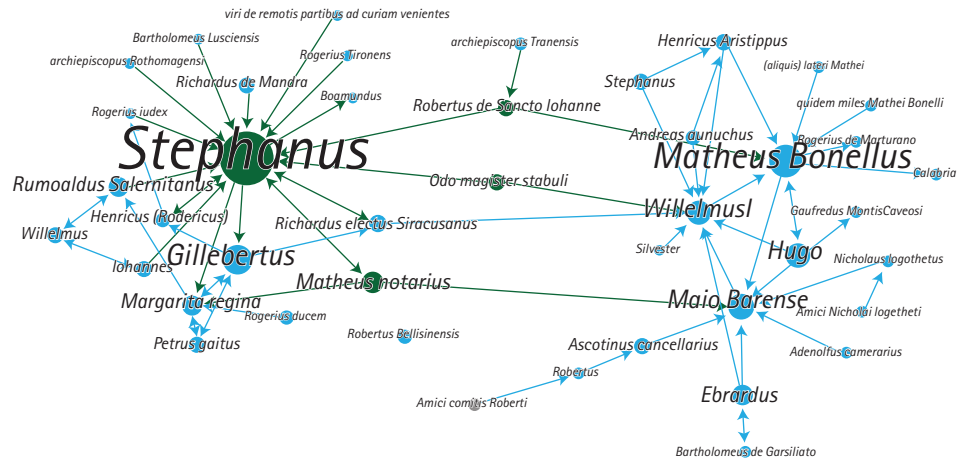 viri de remotis partibus ad curiam venientes
Bartholomeus Lusciensis
archiepiscopus Rothomagensi
Rogerius Tironens
Richardus de Mandra
Boamundus
Rogerius iudex
Stephanus
Rumoaldus Salernitanus
Henricus (Rodericus)
Willelmus
Iohannes
Gillebertus
Margarita regina
Rogerius ducem
Petrus gaitus
Robertus Bellisinensis
archiepiscopus Tranensis
Robertus de Sancto Iohanne
Odo magister stabuli
Richardus electus Siracusanus
Matheus notarius
Henricus Aristippus
Stephanus
(aliquis) lateri Mathei
quidem miles Mathei Bonelli
Andreas aunuchus
Rogerius de Marturano
Matheus Bonellus
Calabria
WillelmusI
Gaufredus MontisCaveosi
Silvester
Hugo
Nicholaus logothetus
Maio Barense
Amici Nicholai logetheti
Ascotinus cancellarius
Adenolfus camerarius
Robertus
Amici comitis Roberti
Ebrardus
Bartholomeus de Garsiliato